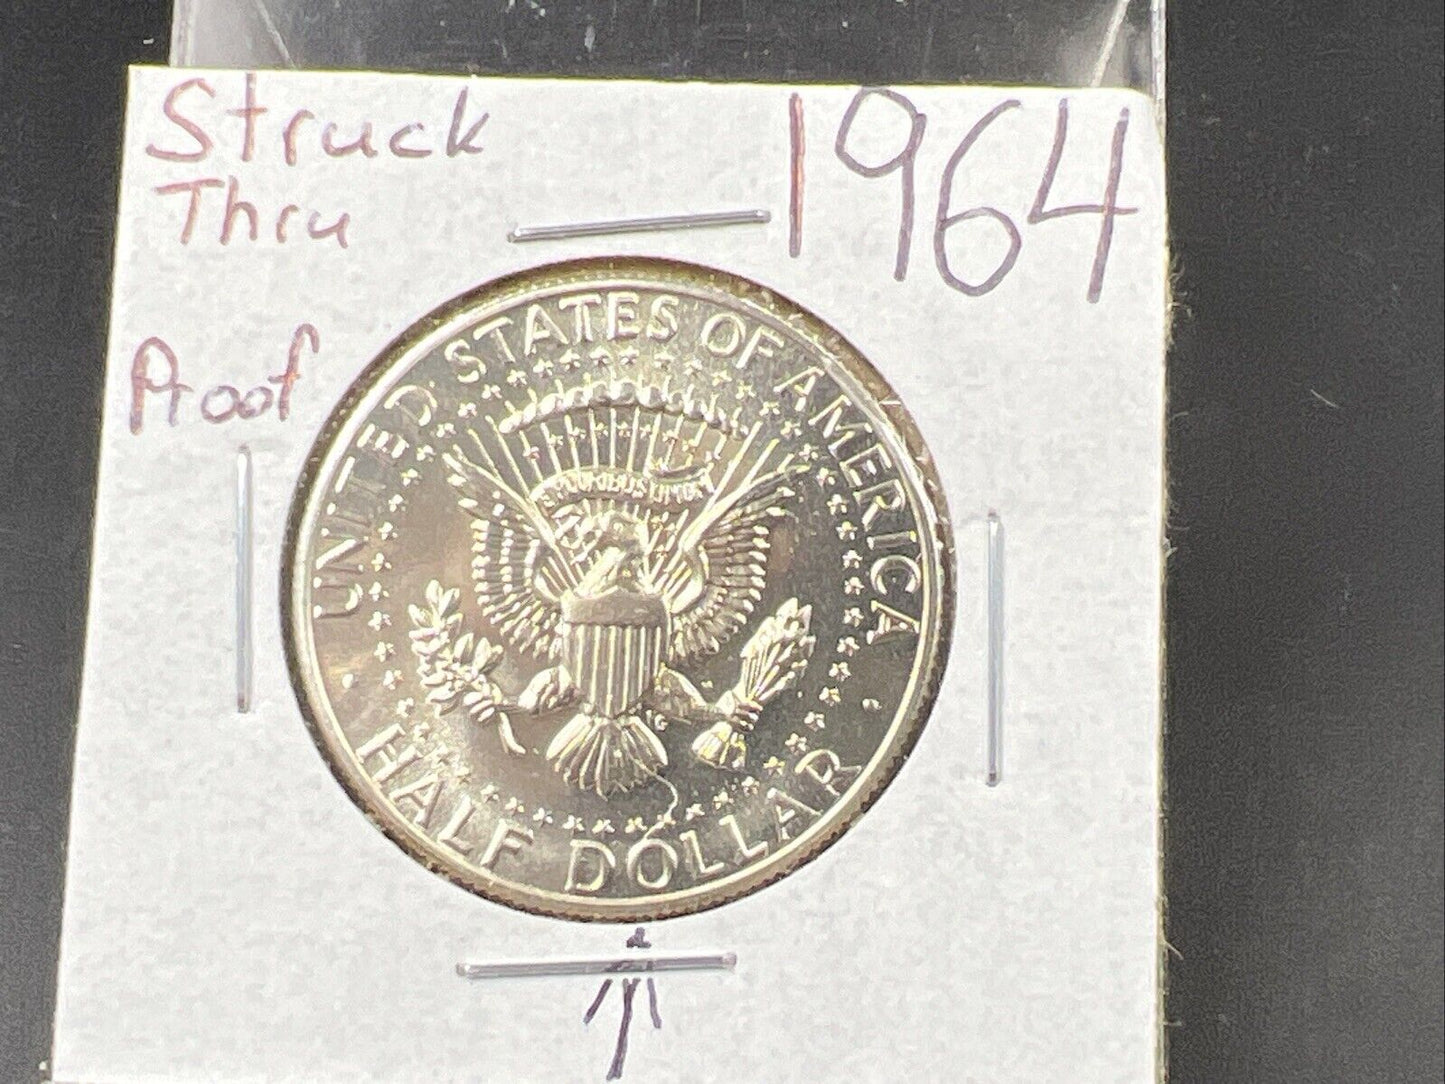 Struck
Thru
1964
Proof
UNITED STATES OF AMERICA
E PLURIBUS UNUM
HALF DOLLAR